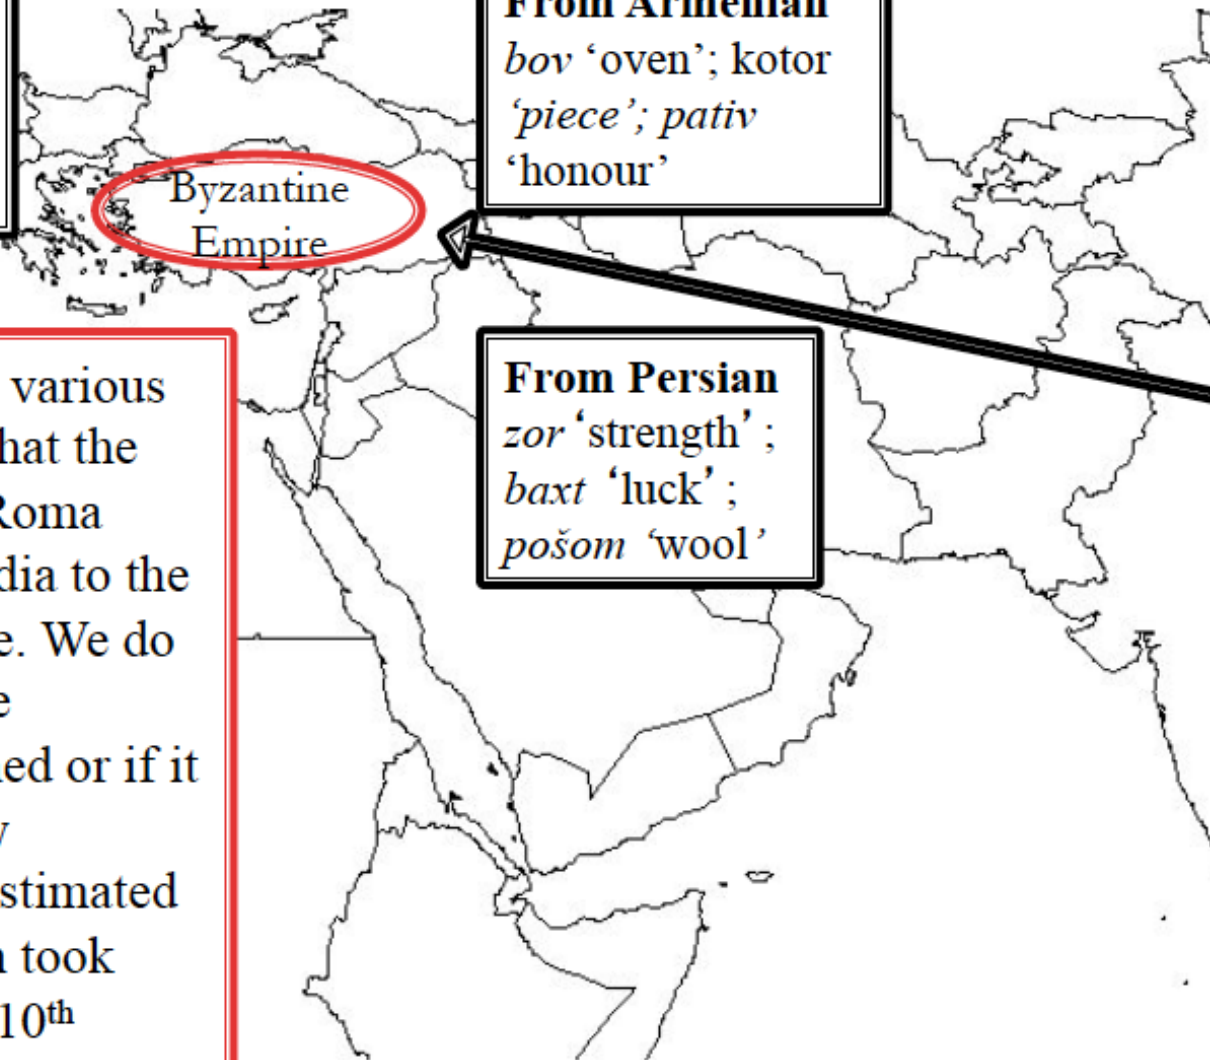 From Armenian
bov ‘oven’; kotor
‘piece’; pativ
‘honour’
Byzantine
Empire
From Persian
zor ‘strength’ ;
baxt ‘luck’ ;
pošom ‘wool’
various
hat the
Roma
dia to the
e. We do
e
ed or if it
y
stimated
n took
10th